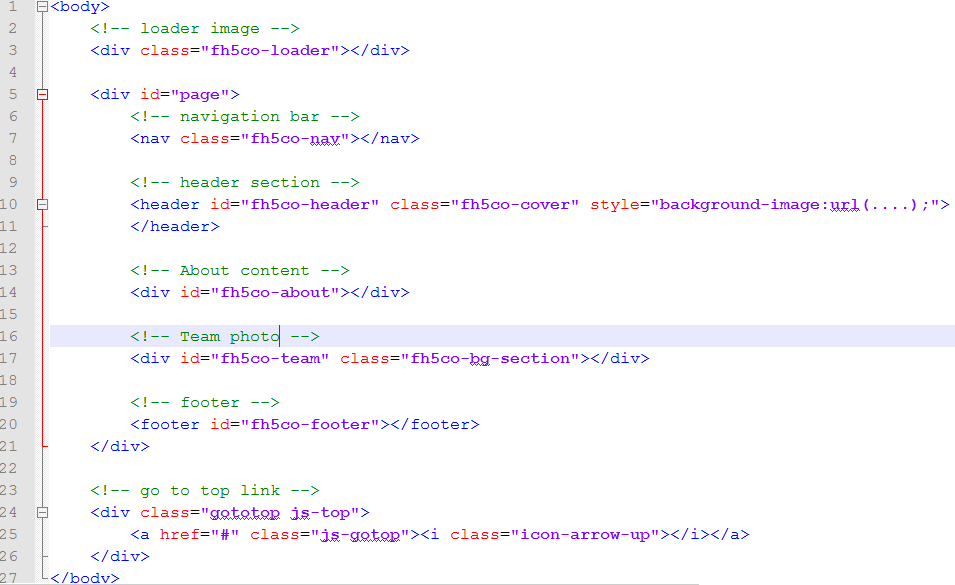 1 <body>
2     <!-- loader image -->
3     <div class="fh5co-loader"></div>
4
5     <div id="page">
6         <!-- navigation bar -->
7         <nav class="fh5co-nav"></nav>
8
9         <!-- header section -->
10         <header id="fh5co-header" class="fh5co-cover" style="background-image:url(....);">
11         </header>
12
13         <!-- About content -->
14         <div id="fh5co-about"></div>
15
16         <!-- Team photo -->
17         <div id="fh5co-team" class="fh5co-bg-section"></div>
18
19         <!-- footer -->
20         <footer id="fh5co-footer"></footer>
21     </div>
22
23     <!-- go to top link -->
24     <div class="gototop js-top">
25         <a href="#" class="js-gotop"><i class="icon-arrow-up"></i></a>
26     </div>
27 </body>